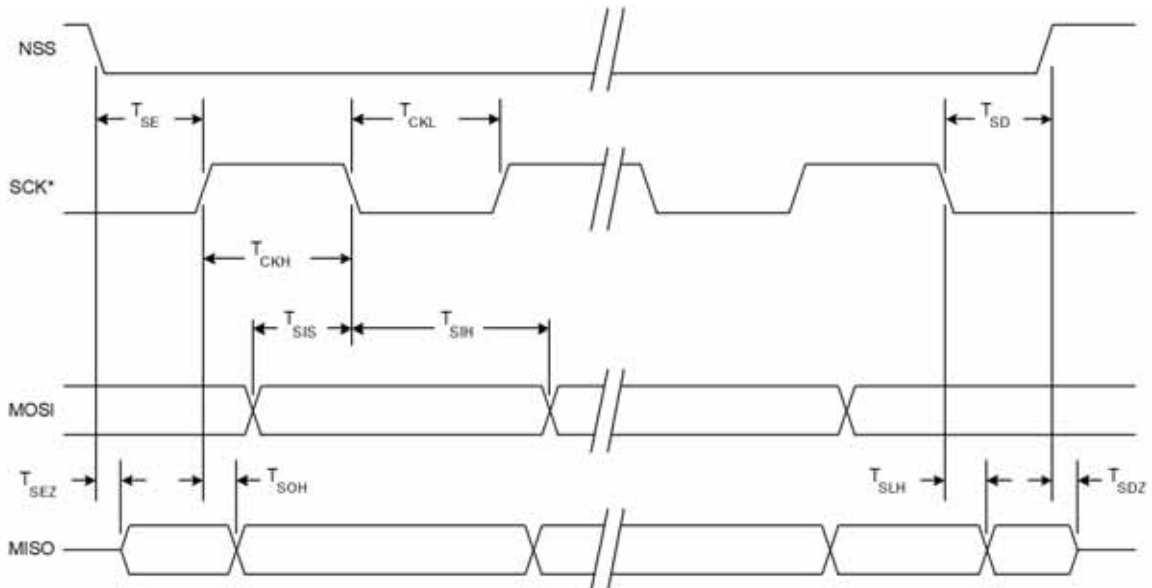 NSS
TSE
TCKL
TSD
SCK*
TCKH
TSIS
TSIH
MOSI
TSEZ
TSOH
TSLH
TSDZ
MISO